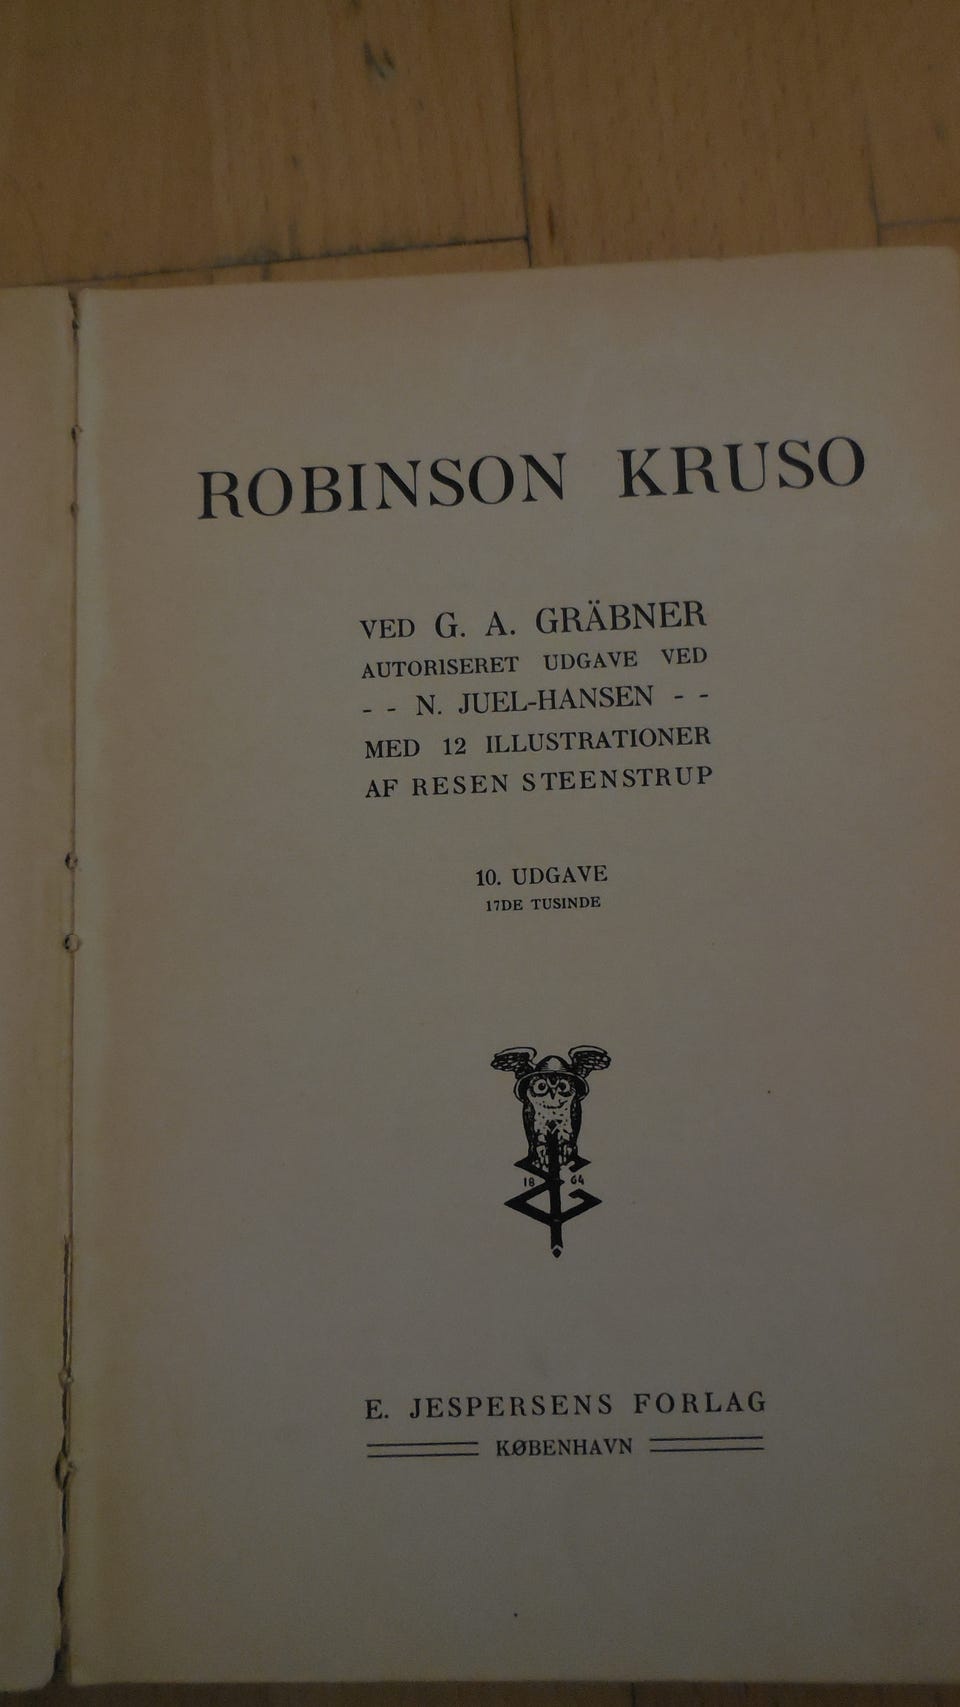 ROBINSON KRUSO
VED G. A. GRÄBNER
AUTORISERET UDGAVE VED
- - N. JUEL-HANSEN - -
MED 12 ILLUSTRATIONER
AF RESEN STEENSTRUP
10. UDGAVE
17DE TUSINDE
18 64
E. JESPERSENS FORLAG
KØBENHAVN